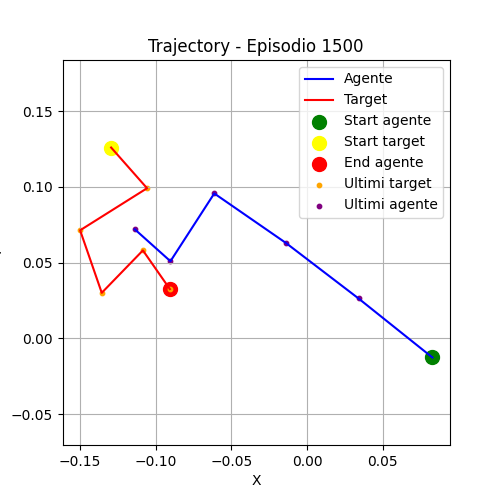 Trajectory - Episodio 1500
Agente
Target
Start agente
Start target
End agente
Ultimi target
Ultimi agente
0.15
0.10
0.05
0.00
−0.05
−0.15
−0.10
−0.05
0.00
0.05
X